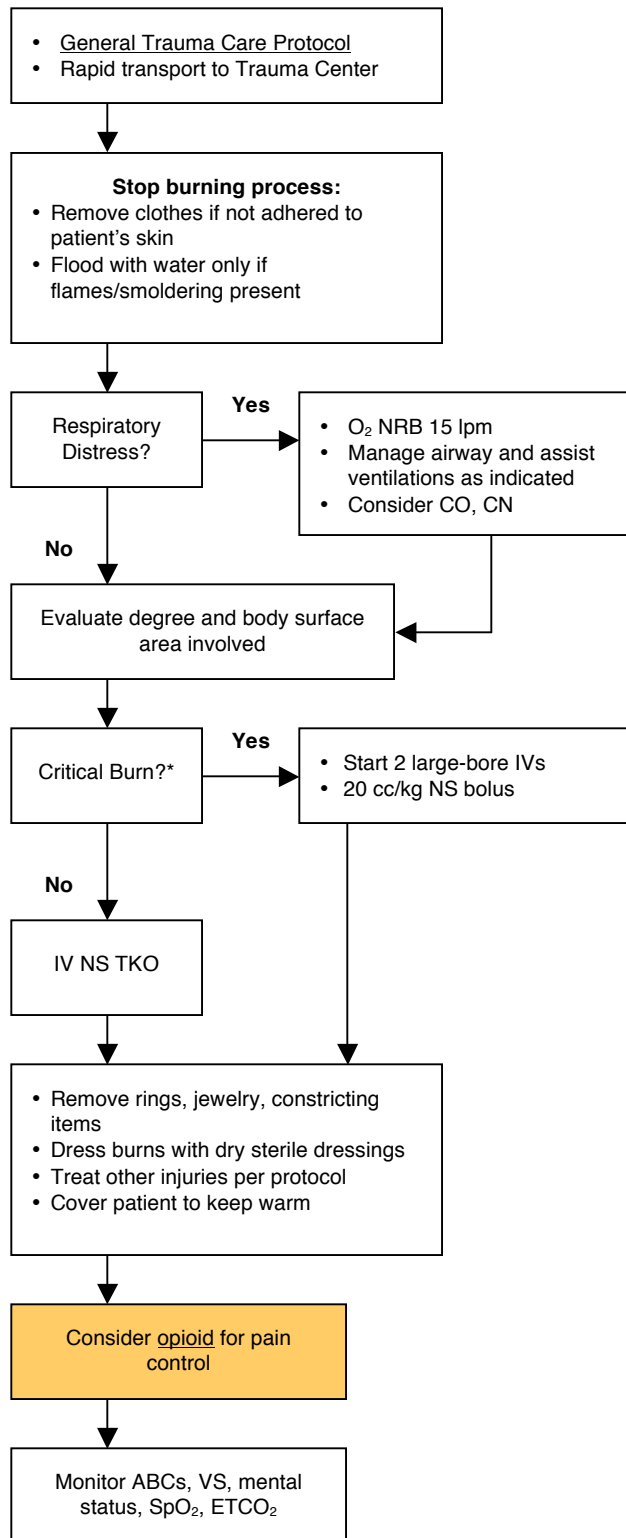 • General Trauma Care Protocol
• Rapid transport to Trauma Center
Stop burning process:
• Remove clothes if not adhered to
patient's skin
• Flood with water only if
flames/smoldering present
Respiratory
Distress?
Yes
• O₂ NRB 15 lpm
• Manage airway and assist
ventilations as indicated
• Consider CO, CN
No
Evaluate degree and body surface
area involved
Critical Burn?*
Yes
• Start 2 large-bore IVs
• 20 cc/kg NS bolus
No
IV NS TKO
• Remove rings, jewelry, constricting
items
• Dress burns with dry sterile dressings
• Treat other injuries per protocol
• Cover patient to keep warm
Consider opioid for pain
control
Monitor ABCs, VS, mental
status, SpO₂, ETCO₂